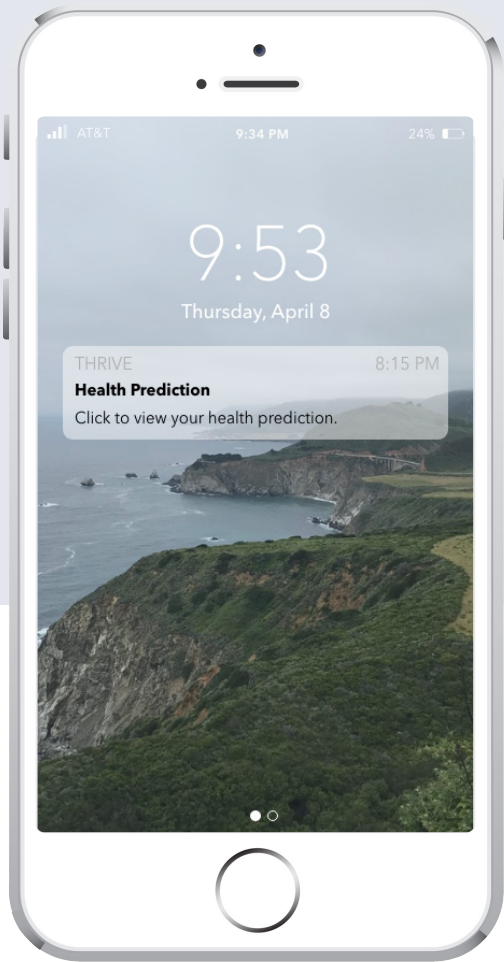 AT&T 9:34 PM 24%
9:53
Thursday, April 8
THRIVE 8:15 PM
Health Prediction
Click to view your health prediction.